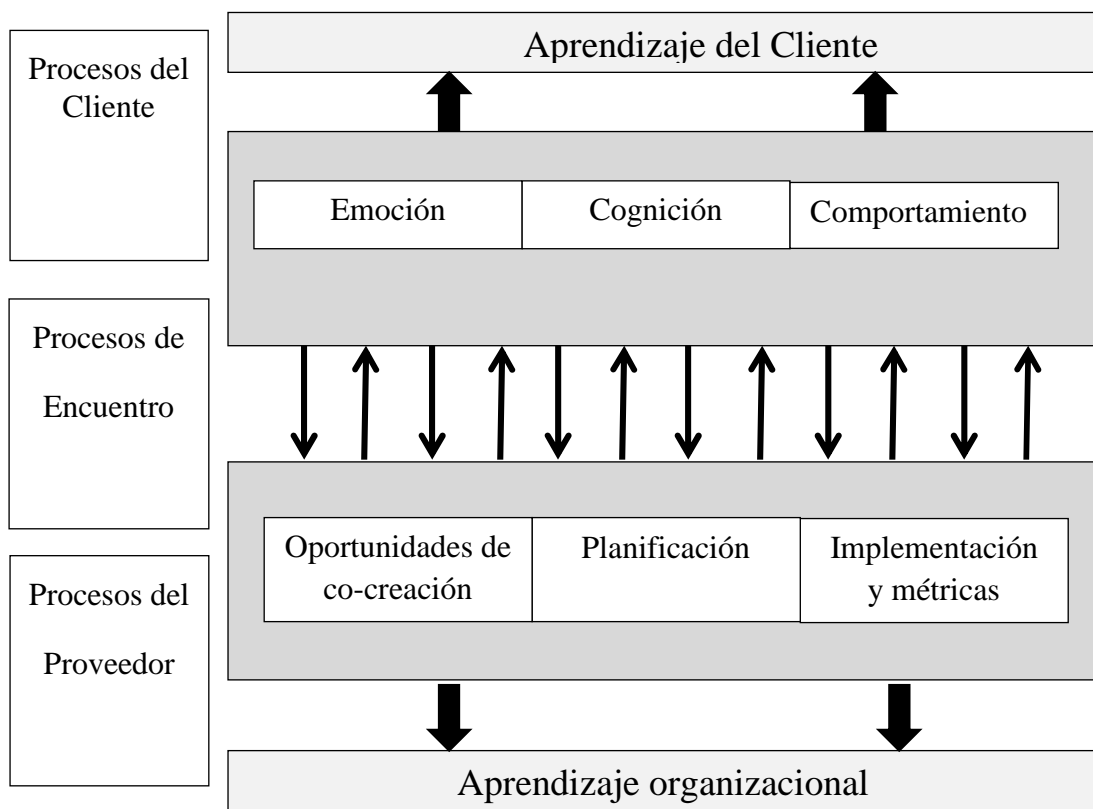 Aprendizaje del Cliente
Procesos del
Cliente
Emoción
Cognición
Comportamiento
Procesos de
Encuentro
Oportunidades de
co-creación
Planificación
Implementación
y métricas
Procesos del
Proveedor
Aprendizaje organizacional